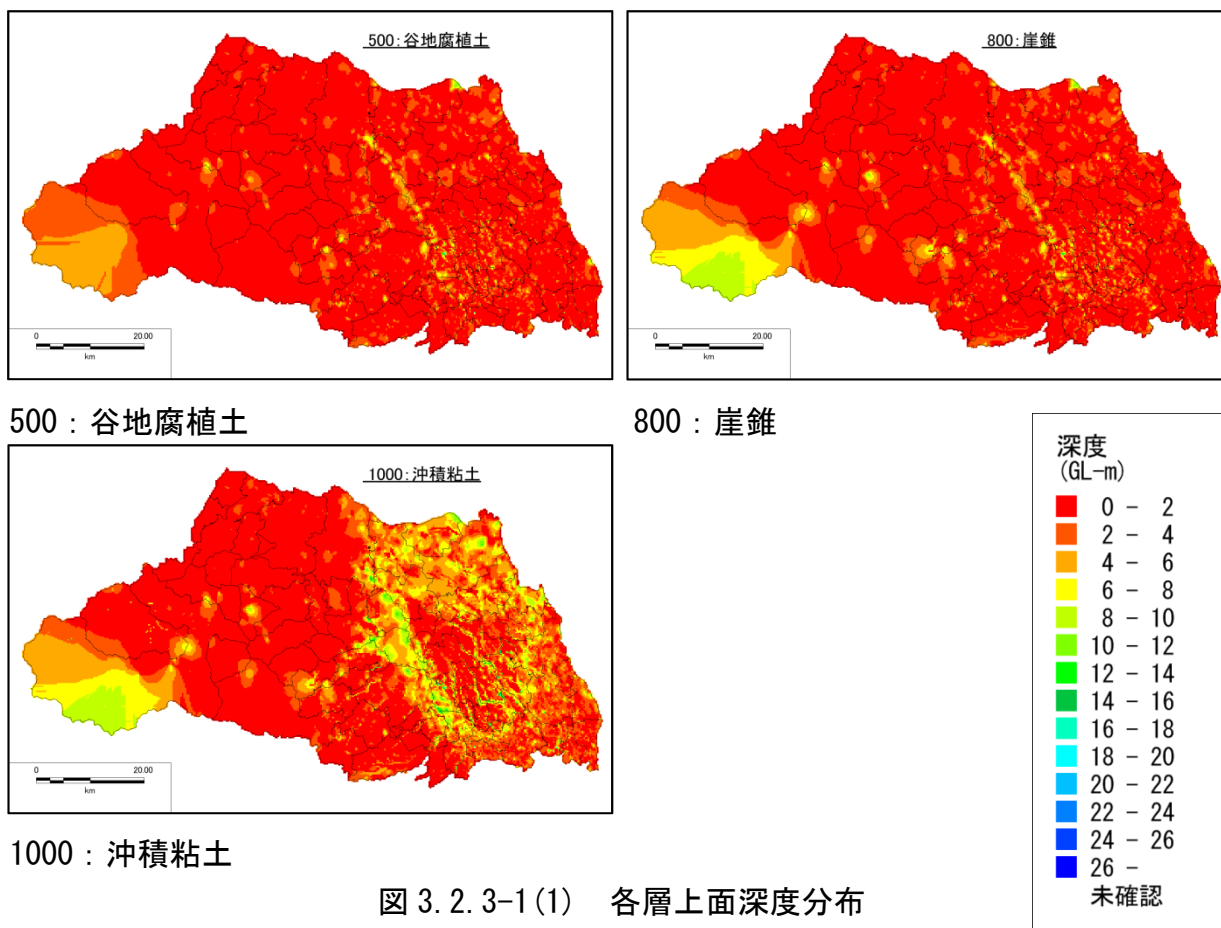 500:谷地腐植土
0 20.00
km
500：谷地腐植土
800:崖錐
0 20.00
km
800：崖錐
1000:沖積粘土
0 20.00
km
1000：沖積粘土
深度
(GL-m)
0 - 2
2 - 4
4 - 6
6 - 8
8 - 10
10 - 12
12 - 14
14 - 16
16 - 18
18 - 20
20 - 22
22 - 24
24 - 26
26 -
未確認
図 3.2.3-1(1) 各層上面深度分布